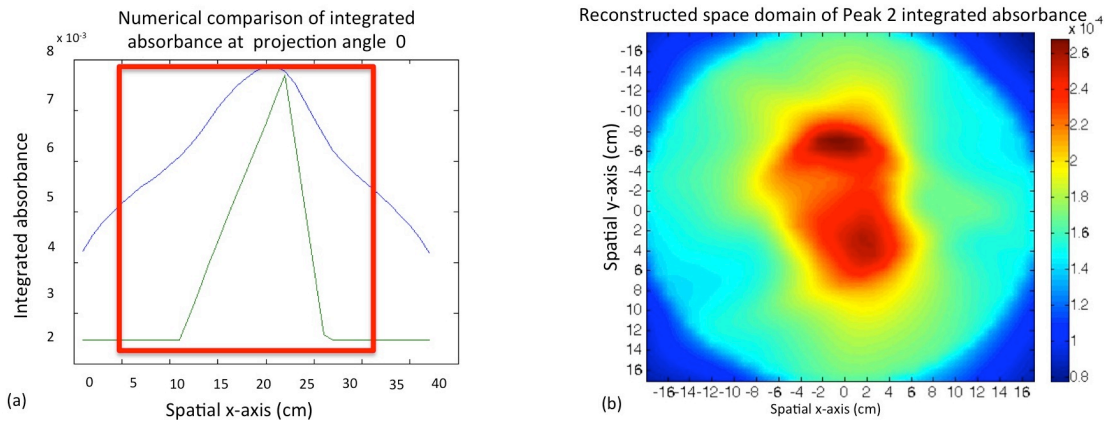 Numerical comparison of integrated
absorbance at projection angle 0
x 10-3
8
7
6
5
4
3
2
Integrated absorbance
0 5 10 15 20 25 30 35 40
Spatial x-axis (cm)
(a)
Reconstructed space domain of Peak 2 integrated absorbance
x 10-4
-16
-14
-12
-10
-8
-6
-4
-2
0
2
4
6
8
10
12
14
16
Spatial y-axis (cm)
-16-14-12-10 -8 -6 -4 -2 0 2 4 6 8 10 12 14 16
Spatial x-axis (cm)
(b)
2.6
2.4
2.2
2
1.8
1.6
1.4
1.2
1
0.8